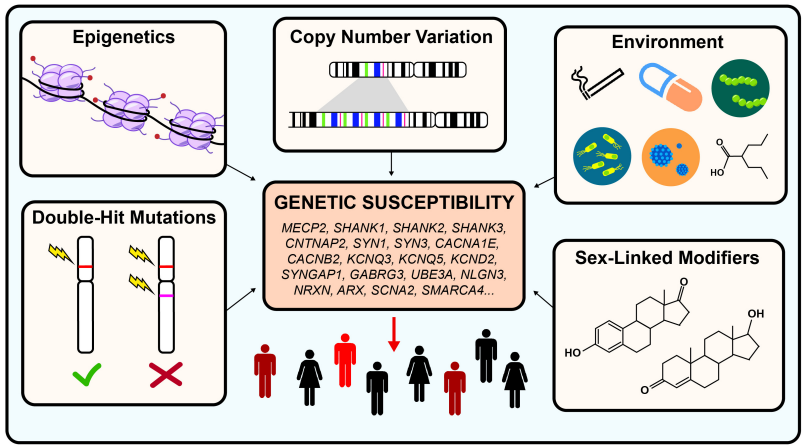 Epigenetics
Copy Number Variation
Environment
O
HO
Double-Hit Mutations
GENETIC SUSCEPTIBILITY
MECP2, SHANK1, SHANK2, SHANK3,
CNTNAP2, SYN1, SYN3, CACNA1E,
CACNB2, KCNQ3, KCNQ5, KCND2,
SYNGAP1, GABRG3, UBE3A, NLGN3,
NRXN, ARX, SCNA2, SMARCA4...
Sex-Linked Modifiers
O
HO
OH
O